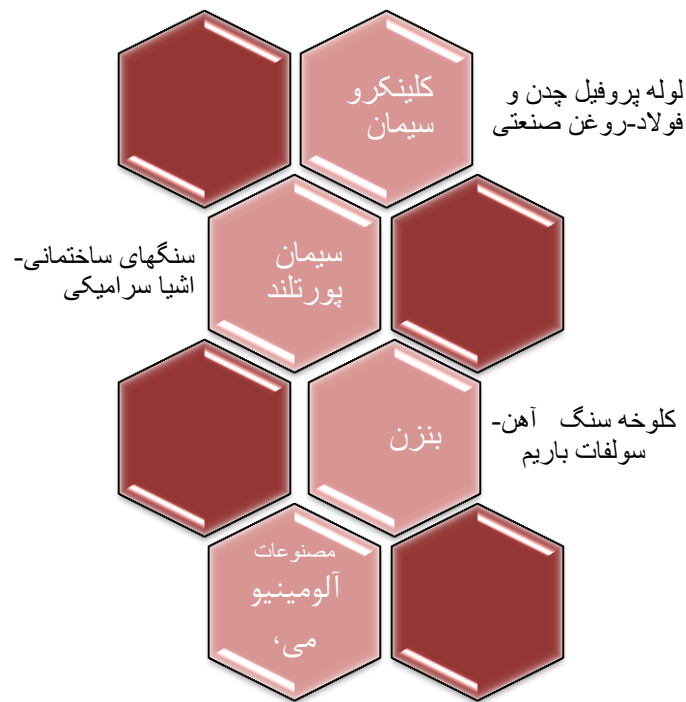 کلینکرو
سیمان
لوله پروفیل چدن و
فولاد-روغن صنعتی
سیمان
پورتلند
سنگهای ساختمانی-
اشیا سرامیکی
بنزن
کلوخه سنگ آهن-
سولفات باریم
مصنوعات
آلومینیو
می،